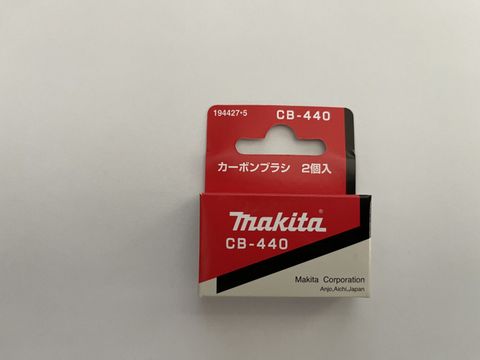 194427-5 CB-440
カーボンブラシ 2個入
makita®
CB-440
Makita Corporation
Anjo,Aichi,Japan